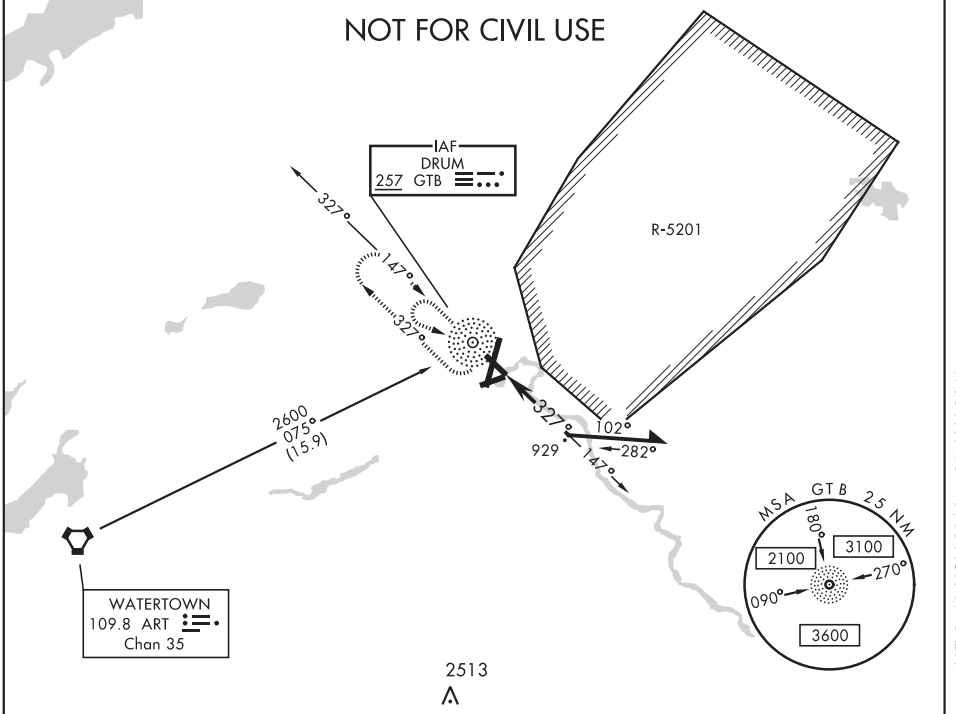 NOT FOR CIVIL USE
IAF
DRUM
257 GTB
R-5201
327°
147°
327°
2600
075°
(15.9)
327°
102°
929
282°
147°
WATERTOWN
109.8 ART
Chan 35
2513
MSA GTB 25 NM
180°
2100
3100
270°
090°
3600